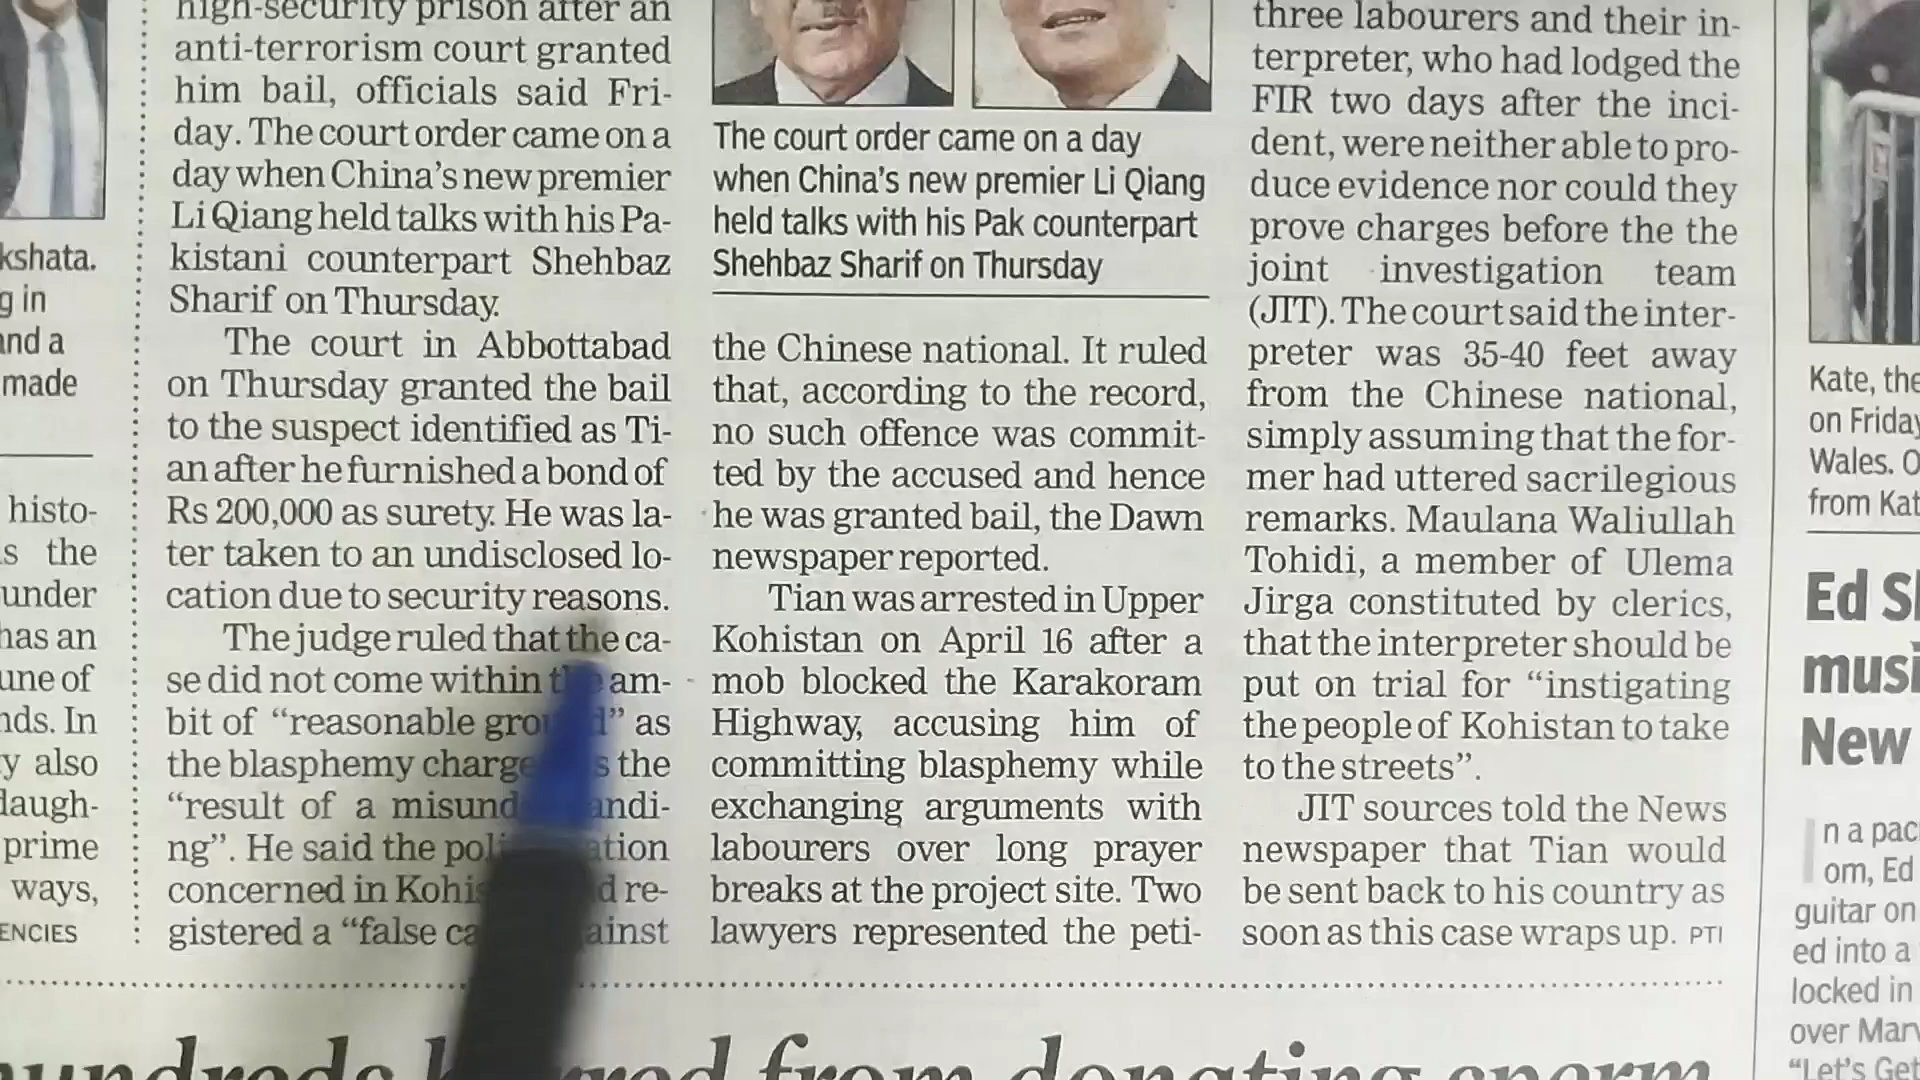 kshata.
g in
and a
made
histo-
s the
under
has an
une of
nds. In
y also
daugh-
prime
ways,
ENCIES
high-security prison after an
anti-terrorism court granted
him bail, officials said Fri-
day. The court order came on a
day when China's new premier
Li Qiang held talks with his Pa-
kistani counterpart Shehbaz
Sharif on Thursday.
The court in Abbottabad
on Thursday granted the bail
to the suspect identified as Ti-
an after he furnished a bond of
Rs 200,000 as surety. He was la-
ter taken to an undisclosed lo-
cation due to security reasons.
The judge ruled that the ca-
se did not come within the am-
bit of “reasonable ” as
the blasphemy the
“result of a
ng”. He said the
concerned in re-
gistered a “false
The court order came on a day
when China's new premier Li Qiang
held talks with his Pak counterpart
Shehbaz Sharif on Thursday
the Chinese national. It ruled
that, according to the record,
no such offence was commit-
ted by the accused and hence
he was granted bail, the Dawn
newspaper reported.
Tian was arrested in Upper
Kohistan on April 16 after a
mob blocked the Karakoram
Highway, accusing him of
committing blasphemy while
exchanging arguments with
labourers over long prayer
breaks at the project site. Two
lawyers represented the peti-
three labourers and their in-
terpreter, who had lodged the
FIR two days after the inci-
dent, were neither able to pro-
duce evidence nor could they
prove charges before the the
joint investigation team
(JIT). The court said the inter-
preter was 35-40 feet away
from the Chinese national,
simply assuming that the for-
mer had uttered sacrilegious
remarks. Maulana Waliullah
Tohidi, a member of Ulema
Jirga constituted by clerics,
that the interpreter should be
put on trial for “instigating
the people of Kohistan to take
to the streets”.
JIT sources told the News
newspaper that Tian would
be sent back to his country as
soon as this case wraps up. PTI
Kate, the
on Friday
Wales. O
from Kat
Ed Sh
musi
New
In a pac
om, Ed
guitar on
ed into a
locked in
over Marv
“Let's Get
hundreds from donating sperm